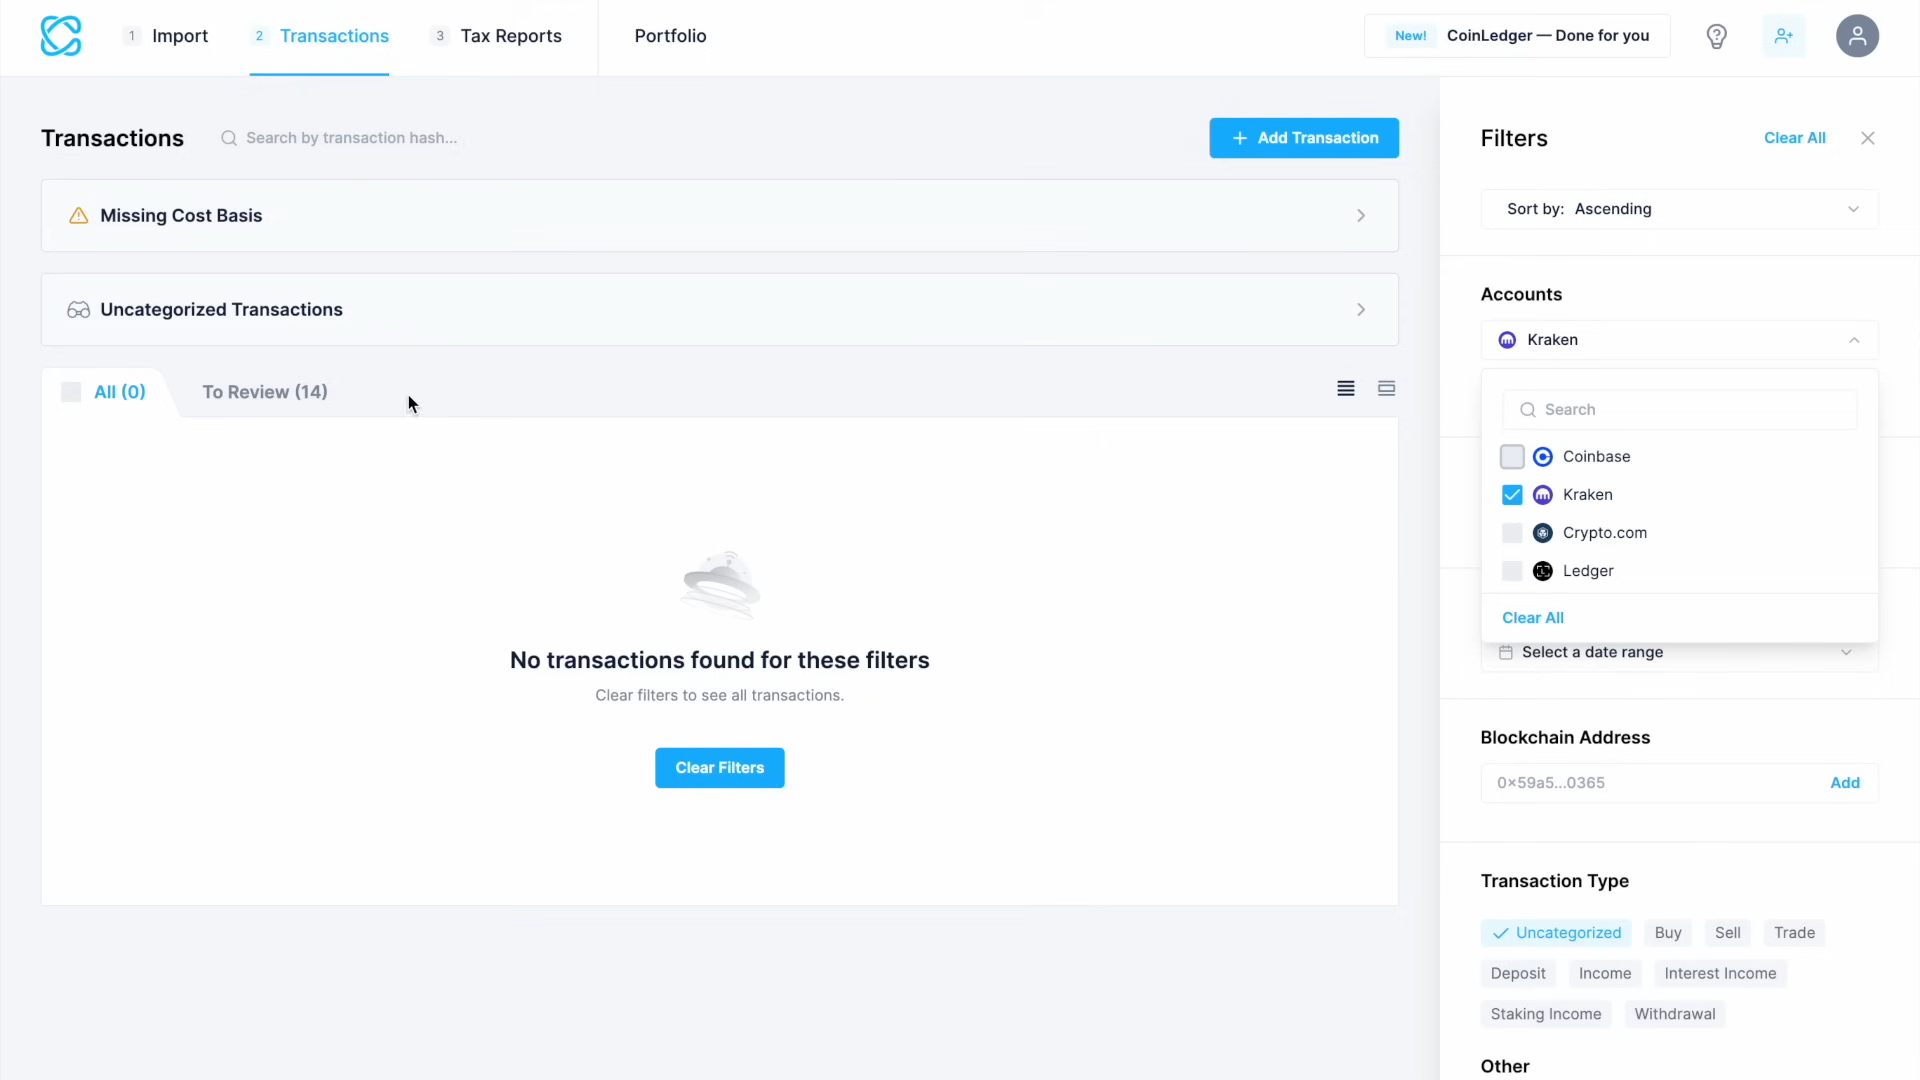 1 Import
2 Transactions
3 Tax Reports
Portfolio
New! CoinLedger — Done for you
Transactions
Search by transaction hash...
+ Add Transaction
Missing Cost Basis
Uncategorized Transactions
All (0)
To Review (14)
No transactions found for these filters
Clear filters to see all transactions.
Clear Filters
Filters
Clear All
Sort by: Ascending
Accounts
Kraken
Search
Coinbase
Kraken
Crypto.com
Ledger
Clear All
Select a date range
Blockchain Address
0x59a5...0365
Add
Transaction Type
Uncategorized Buy Sell Trade
Deposit Income Interest Income
Staking Income Withdrawal
Other